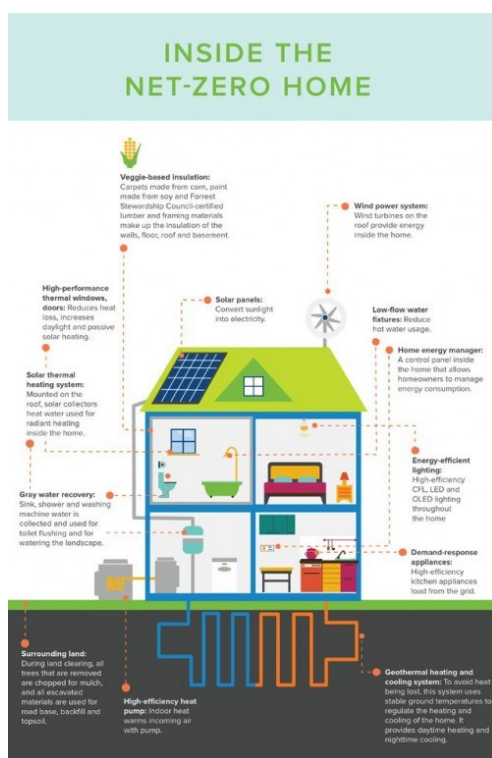 INSIDE THE
NET-ZERO HOME
Veggie-based insulation:
Carpets made from corn, paint
made from soy and Forrest
Stewardship Council-certified
lumber and framing materials
make up the insulation of the
walls, floor, roof and basement.
Wind power system:
Wind turbines on the
roof provide energy
inside the home.
High-performance
thermal windows,
doors: Reduces heat
loss, increases
daylight and passive
solar heating.
Solar panels:
Convert sunlight
into electricity.
Low-flow water
fixtures: Reduce
hot water usage.
Home energy manager:
A control panel inside
the home that allows
homeowners to manage
energy consumption.
Solar thermal
heating system:
Mounted on the
roof, solar collectors
heat water used for
radiant heating
inside the home.
Energy-efficient
lighting:
High-efficiency
CFL, LED and
OLED lighting
throughout
the home
Gray water recovery:
Sink, shower and washing
machine water is
collected and used for
toilet flushing and for
watering the landscape.
Demand-response
appliances:
High-efficiency
kitchen appliances
load from the grid.
Surrounding land:
During land clearing, all
trees that are removed
are chopped for mulch,
and all escavated
materials are used for
road base, backfill and
topsoil.
High-efficiency heat
pump: Indoor heat
warms incoming air
with pump.
Geothermal heating and
cooling system: To avoid heat
being lost, this system uses
stable ground temperatures to
regulate the heating and
cooling of the home. It
provides daytime heating and
nighttime cooling.